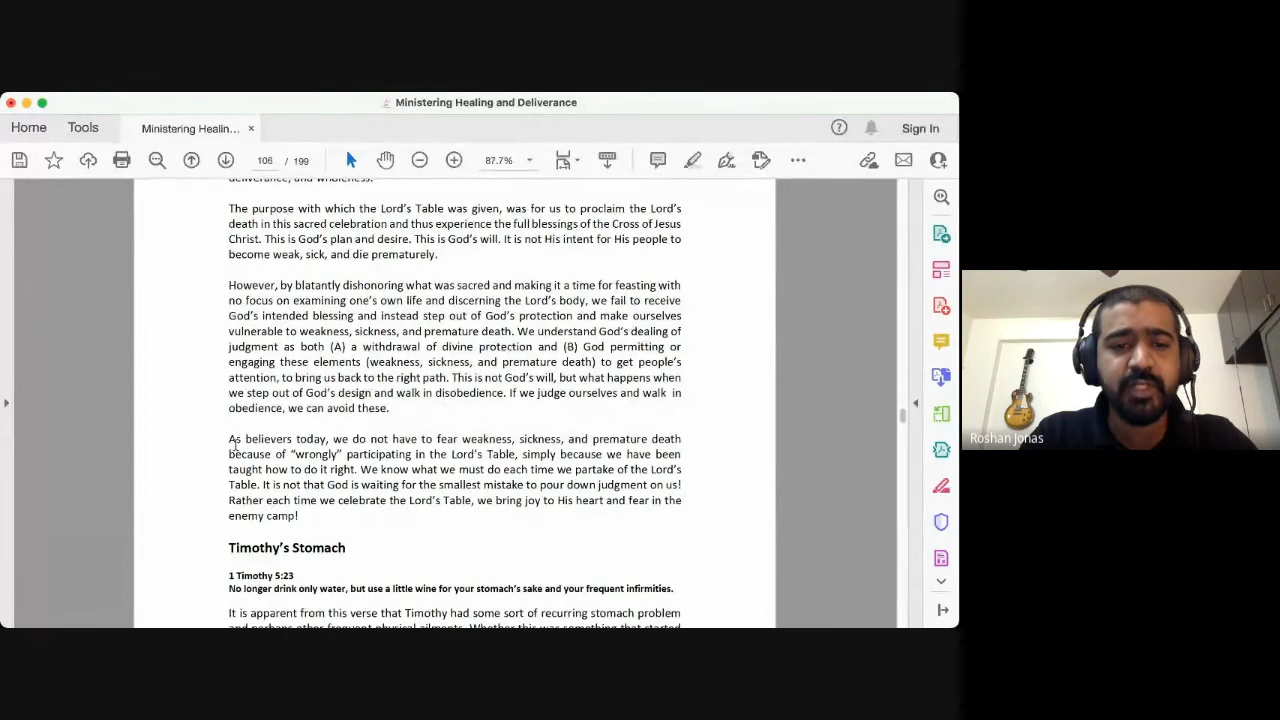 Ministering Healing and Deliverance
Home
Tools
Ministering Healin...
Sign In
106 / 199
87.7%
deliverance, and wholeness.
The purpose with which the Lord's Table was given, was for us to proclaim the Lord's
death in this sacred celebration and thus experience the full blessings of the Cross of Jesus
Christ. This is God's plan and desire. This is God's will. It is not His intent for His people to
become weak, sick, and die prematurely.
However, by blatantly dishonoring what was sacred and making it a time for feasting with
no focus on examining one's own life and discerning the Lord's body, we fail to receive
God's intended blessing and instead step out of God's protection and make ourselves
vulnerable to weakness, sickness, and premature death. We understand God's dealing of
judgment as both (A) a withdrawal of divine protection and (B) God permitting or
engaging these elements (weakness, sickness, and premature death) to get people's
attention, to bring us back to the right path. This is not God's will, but what happens when
we step out of God's design and walk in disobedience. If we judge ourselves and walk in
obedience, we can avoid these.
As believers today, we do not have to fear weakness, sickness, and premature death
because of "wrongly" participating in the Lord's Table, simply because we have been
taught how to do it right. We know what we must do each time we partake of the Lord's
Table. It is not that God is waiting for the smallest mistake to pour down judgment on us!
Rather each time we celebrate the Lord's Table, we bring joy to His heart and fear in the
enemy camp!
Timothy's Stomach
1 Timothy 5:23
No longer drink only water, but use a little wine for your stomach's sake and your frequent infirmities.
It is apparent from this verse that Timothy had some sort of recurring stomach problem
and perhaps other frequent physical ailments. Whether this was something that started
Roshan Jonas